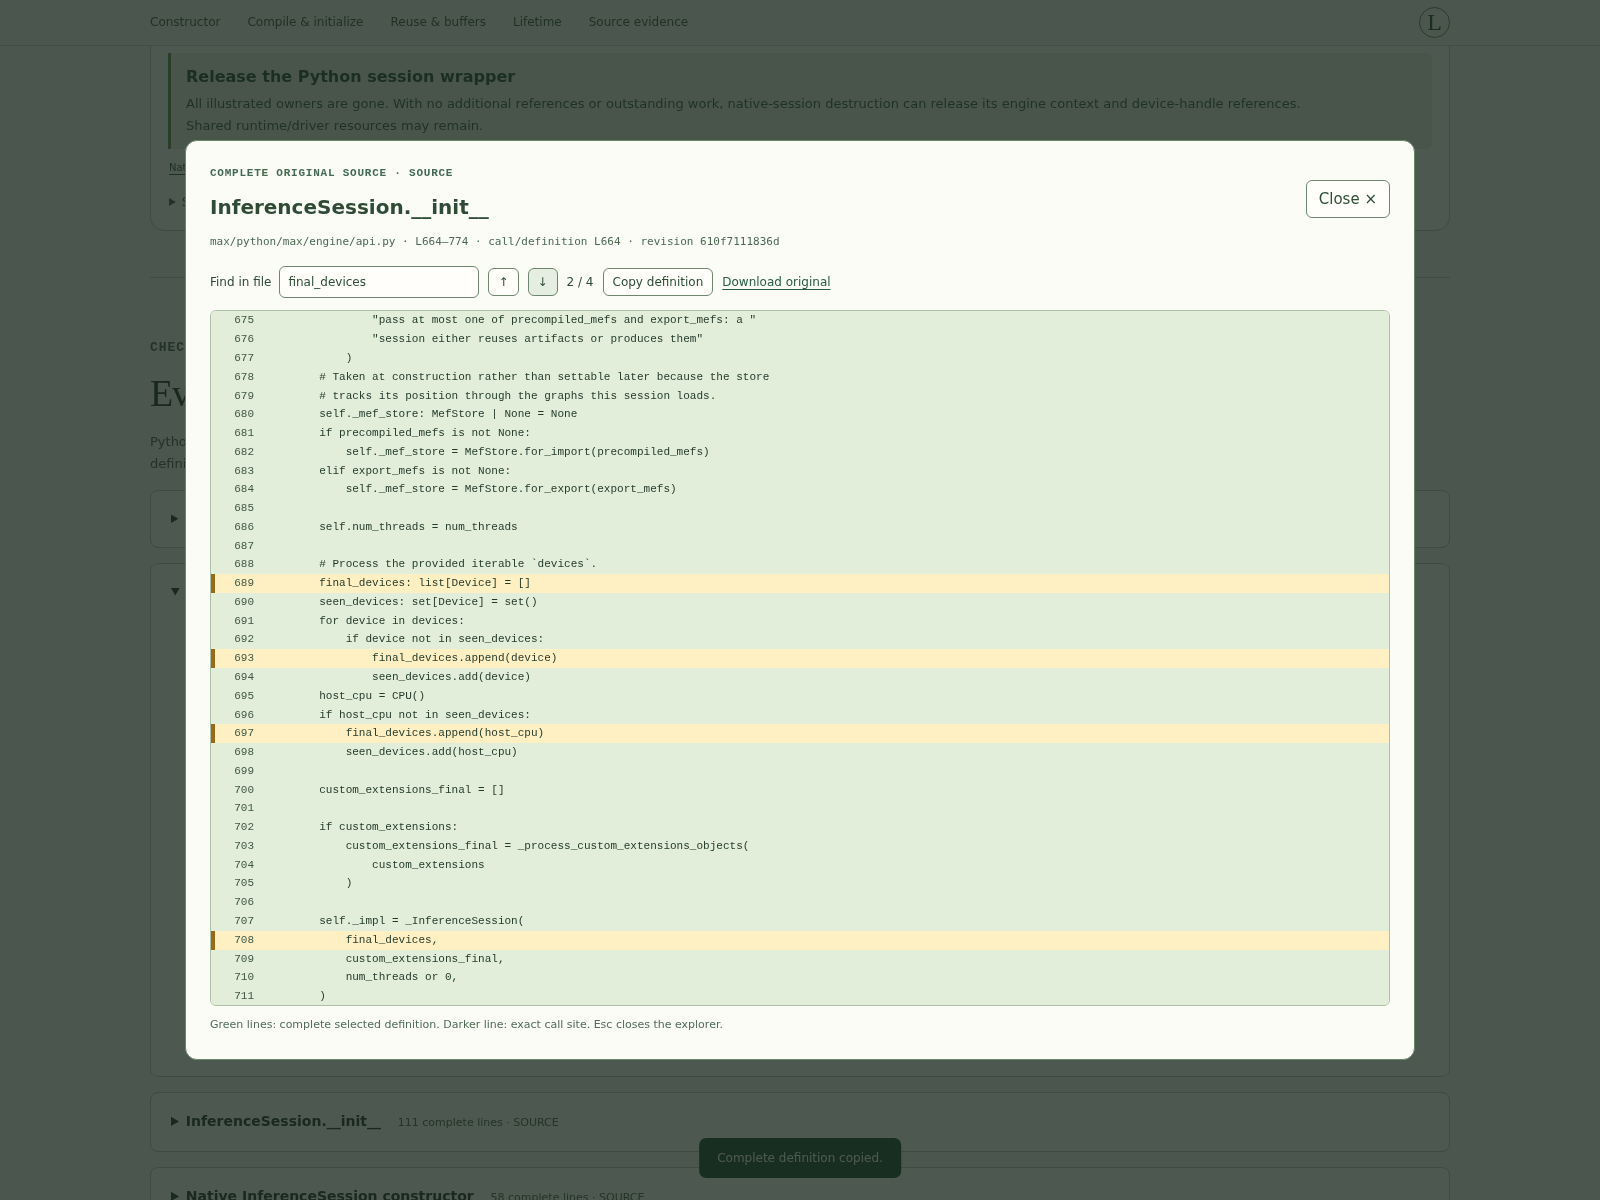 Constructor Compile & initialize Reuse & buffers Lifetime Source evidence L
Release the Python session wrapper
All illustrated owners are gone. With no additional references or outstanding work, native-session destruction can release its engine context and device-handle references.
Shared runtime/driver resources may remain.
COMPLETE ORIGINAL SOURCE · SOURCE
InferenceSession.__init__
Close ×
max/python/max/engine/api.py · L664–774 · call/definition L664 · revision 610f7111836d
Find in file final_devices ↑ ↓ 2 / 4 Copy definition Download original
675 "pass at most one of precompiled_mefs and export_mefs: a "
676 "session either reuses artifacts or produces them"
677 )
678 # Taken at construction rather than settable later because the store
679 # tracks its position through the graphs this session loads.
680 self._mef_store: MefStore | None = None
681 if precompiled_mefs is not None:
682 self._mef_store = MefStore.for_import(precompiled_mefs)
683 elif export_mefs is not None:
684 self._mef_store = MefStore.for_export(export_mefs)
685
686 self.num_threads = num_threads
687
688 # Process the provided iterable `devices`.
689 final_devices: list[Device] = []
690 seen_devices: set[Device] = set()
691 for device in devices:
692 if device not in seen_devices:
693 final_devices.append(device)
694 seen_devices.add(device)
695 host_cpu = CPU()
696 if host_cpu not in seen_devices:
697 final_devices.append(host_cpu)
698 seen_devices.add(host_cpu)
699
700 custom_extensions_final = []
701
702 if custom_extensions:
703 custom_extensions_final = _process_custom_extensions_objects(
704 custom_extensions
705 )
706
707 self._impl = _InferenceSession(
708 final_devices,
709 custom_extensions_final,
710 num_threads or 0,
711 )
Green lines: complete selected definition. Darker line: exact call site. Esc closes the explorer.
InferenceSession.__init__ 111 complete lines · SOURCE
Complete definition copied.
Native InferenceSession constructor 58 complete lines · SOURCE